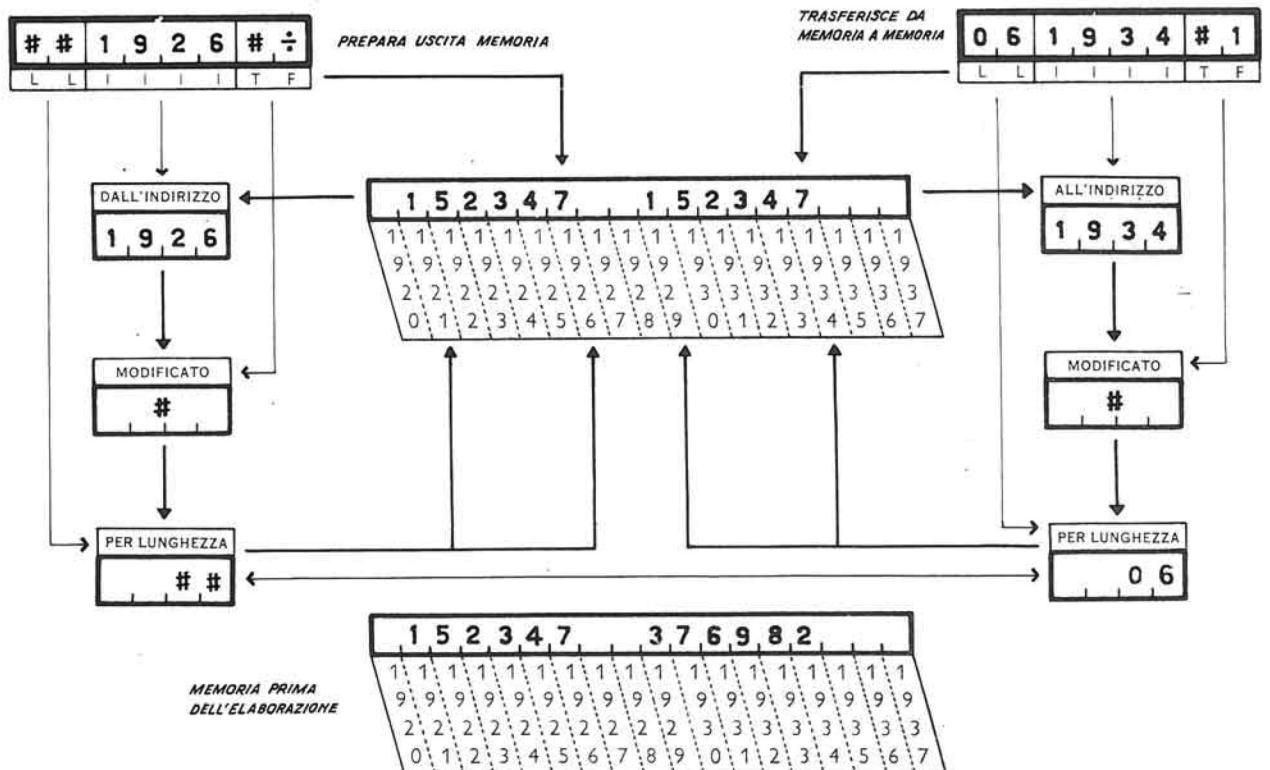 # # 1 9 2 6 # ÷
L L I I I I T F
PREPARA USCITA MEMORIA
TRASFERISCE DA
MEMORIA A MEMORIA
0 6 1 9 3 4 # 1
L L I I I I T F
DALL'INDIRIZZO
1 9 2 6
1 5 2 3 4 7 1 5 2 3 4 7
1 1 1 1 1 1 1 1 1 1 1 1 1 1 1 1 1 1
9 9 9 9 9 9 9 9 9 9 9 9 9 9 9 9 9 9
2 2 2 2 2 2 2 2 2 2 3 3 3 3 3 3 3 3
0 1 2 3 4 5 6 7 8 9 0 1 2 3 4 5 6 7
ALL'INDIRIZZO
1 9 3 4
MODIFICATO
#
MODIFICATO
#
PER LUNGHEZZA
# #
PER LUNGHEZZA
0 6
MEMORIA PRIMA
DELL'ELABORAZIONE
1 5 2 3 4 7 3 7 6 9 8 2
1 1 1 1 1 1 1 1 1 1 1 1 1 1 1 1 1 1
9 9 9 9 9 9 9 9 9 9 9 9 9 9 9 9 9 9
2 2 2 2 2 2 2 2 2 2 3 3 3 3 3 3 3 3
0 1 2 3 4 5 6 7 8 9 0 1 2 3 4 5 6 7